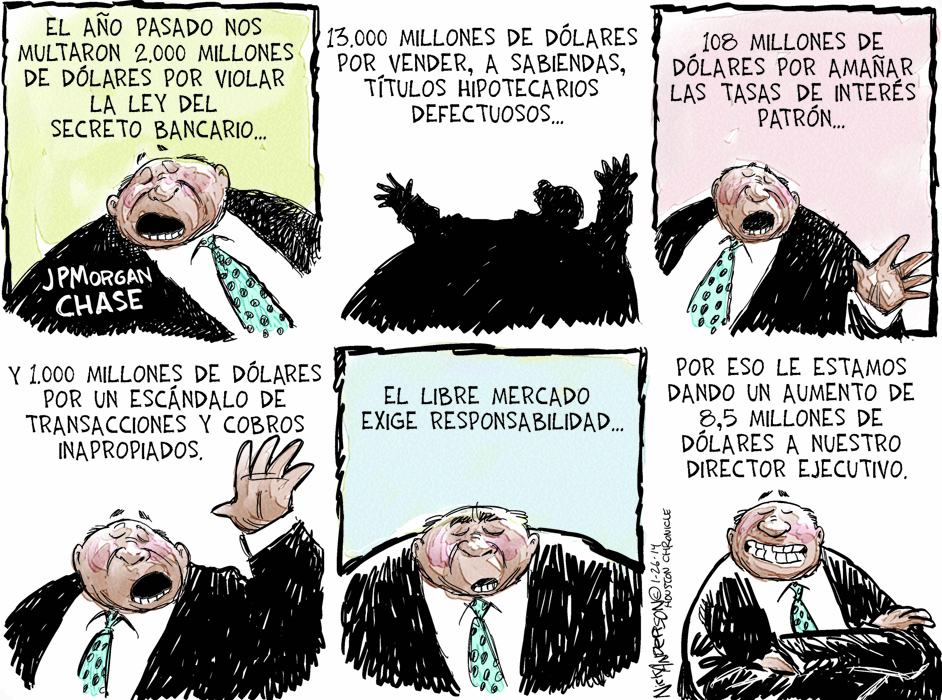 EL AÑO PASADO NOS
MULTARON 2.000 MILLONES
DE DÓLARES POR VIOLAR
LA LEY DEL
SECRETO BANCARIO...
JPMORGAN
CHASE
13.000 MILLONES DE DÓLARES
POR VENDER, A SABIENDAS,
TÍTULOS HIPOTECARIOS
DEFECTUOSOS...
108 MILLONES DE
DÓLARES POR AMAÑAR
LAS TASAS DE INTERÉS
PATRÓN...
Y 1.000 MILLONES DE DÓLARES
POR UN ESCÁNDALO DE
TRANSACCIONES Y COBROS
INAPROPIADOS.
EL LIBRE MERCADO
EXIGE RESPONSABILIDAD...
POR ESO LE ESTAMOS
DANDO UN AUMENTO DE
8,5 MILLONES DE
DÓLARES A NUESTRO
DIRECTOR EJECUTIVO.
NICK ANDERSON © 1-26-14
HOUSTON CHRONICLE